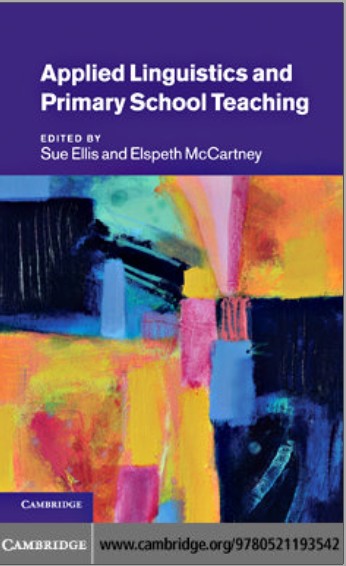 Applied Linguistics and
Primary School Teaching
EDITED BY
Sue Ellis and Elspeth McCartney
CAMBRIDGE
CAMBRIDGE
www.cambridge.org/9780521193542